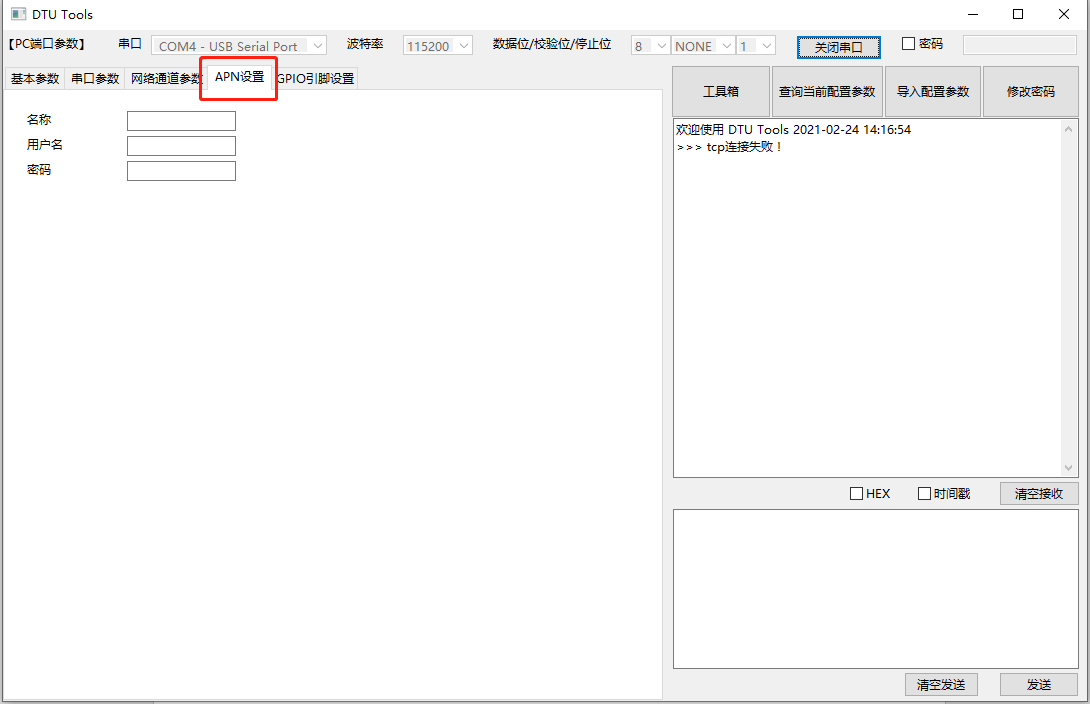 DTU Tools
【PC端口参数】 串口 COM4 - USB Serial Port 波特率 115200 数据位/校验位/停止位 8 NONE 1 关闭串口 密码
基本参数 串口参数 网络通道参数 APN设置 GPIO引脚设置
工具箱 查询当前配置参数 导入配置参数 修改密码
名称
用户名
密码
欢迎使用 DTU Tools 2021-02-24 14:16:54
>>> tcp连接失败！
HEX 时间戳 清空接收
清空发送 发送